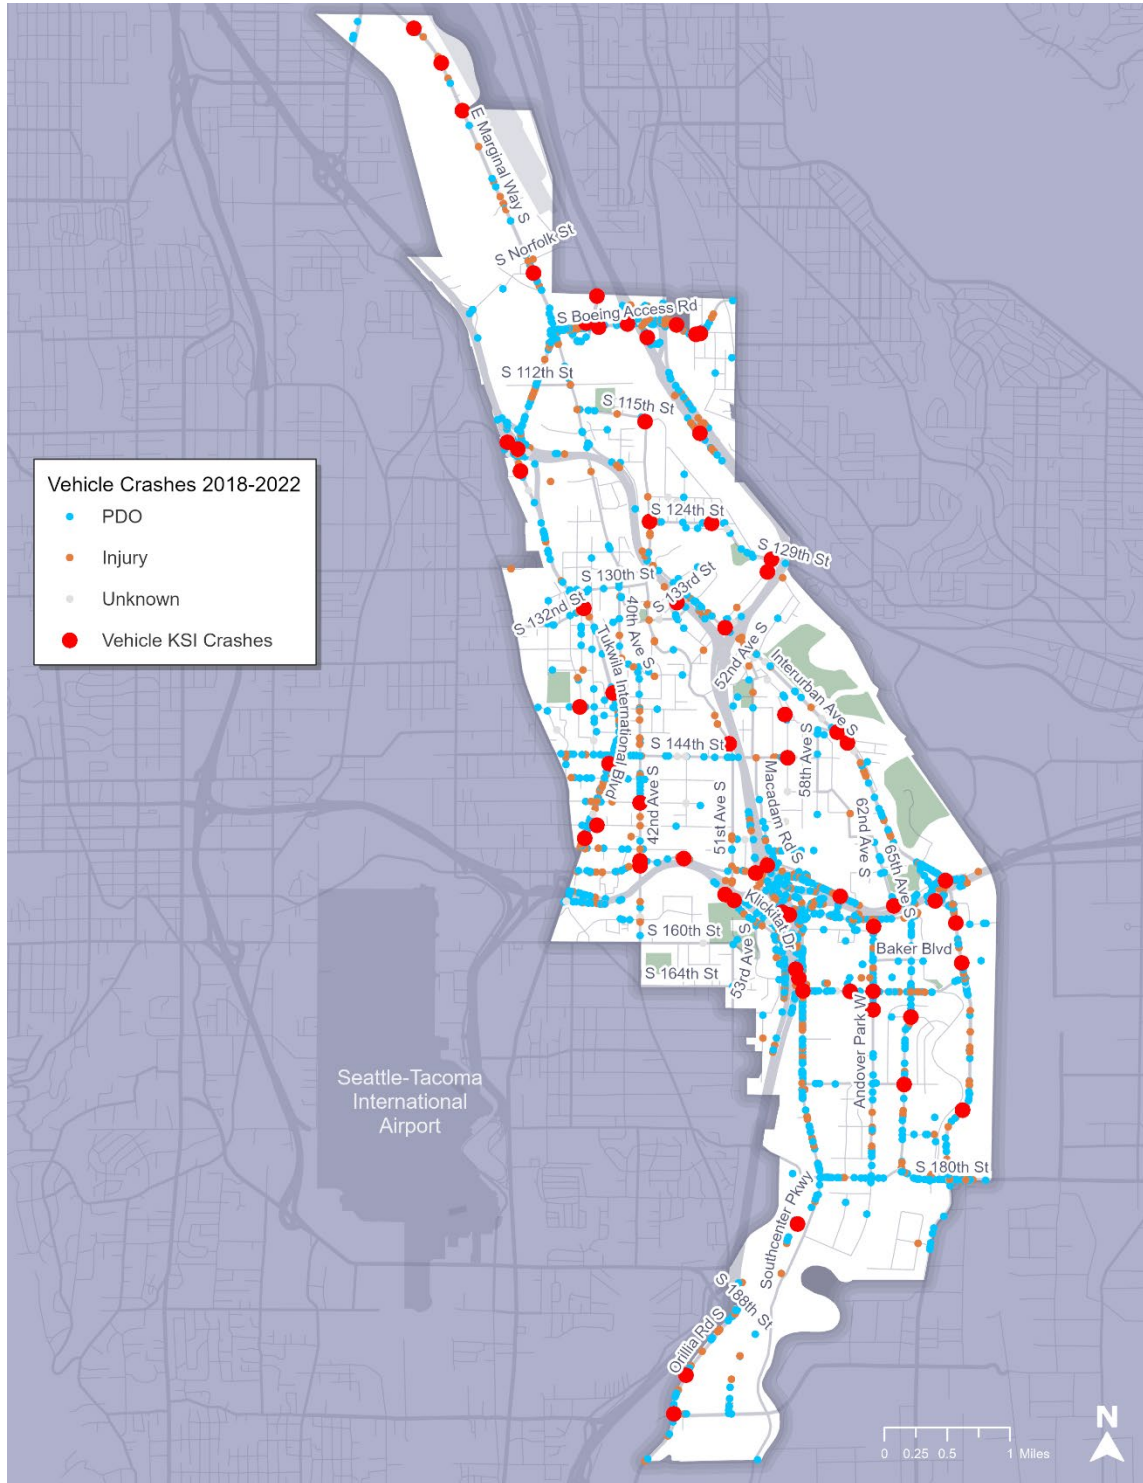 E Marginal Way S
S Norfolk St
S Boeing Access Rd
S 112th St
S 115th St
Vehicle Crashes 2018-2022
PDO
Injury
Unknown
Vehicle KSI Crashes
S 124th St
S 129th St
S 130th St
S 133rd St
S 132nd St
40th Ave S
Tukwila International Blvd
52nd Ave S
Interurban Ave S
S 144th St
58th Ave S
Macadam Rd S
42nd Ave S
51st Ave S
62nd Ave S
65th Ave S
Klickitat Dr
S 160th St
53rd Ave S
Baker Blvd
S 164th St
Andover Park W
Seattle-Tacoma
International
Airport
S 180th St
Southcenter Pkwy
S 188th St
Orillia Rd S
N
0 0.25 0.5 1 Miles